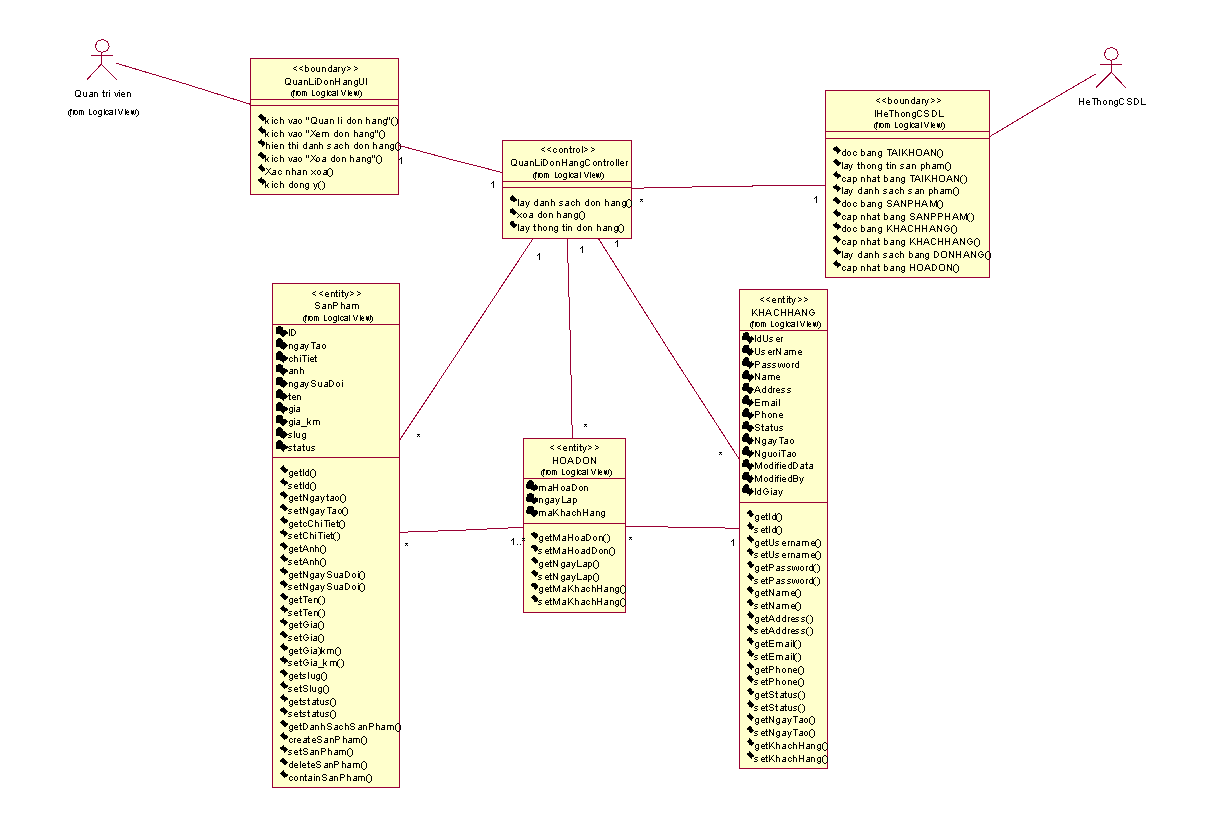 Quan tri vien
(from Logical View)
<<boundary>>
QuanLiDonHangUI
(from Logical View)
kich vao "Quan li don hang"()
kich vao "Xem don hang"()
hien thi danh sach don hang()
kich vao "Xoa don hang"()
Xac nhan xoa()
kich dong y()
1
1
<<control>>
QuanLiDonHangController
(from Logical View)
lay danh sach don hang()
xoa don hang()
lay thong tin don hang()
*
1
<<boundary>>
IHeThongCSDL
(from Logical View)
doc bang TAIKHOAN()
lay thong tin san pham()
cap nhat bang TAIKHOAN()
lay danh sach san pham()
doc bang SANPHAM()
cap nhat bang SANPPHAM()
doc bang KHACHHANG()
cap nhat bang KHACHHANG()
lay danh sach bang DONHANG()
cap nhat bang HOADON()
HeThongCSDL
1
1
1
<<entity>>
SanPham
(from Logical View)
ID
ngayTao
chiTiet
anh
ngaySuaDoi
ten
gia
gia_km
slug
status
getId()
setId()
getNgaytao()
setNgayTao()
getcChiTiet()
setChiTiet()
getAnh()
setAnh()
getNgaySuaDoi()
setNgaySuaDoi()
getTen()
setTen()
getGia()
setGia()
getGia)km()
setGia_km()
getslug()
setSlug()
getstatus()
setstatus()
getDanhSachSanPham()
createSanPham()
setSanPham()
deleteSanPham()
containSanPham()
*
*
*
*
1..*
<<entity>>
HOADON
(from Logical View)
maHoaDon
ngayLap
maKhachHang
getMaHoaDon()
setMaHoadDon()
getNgayLap()
setNgayLap()
getMaKhachHang()
setMaKhachHang()
*
1
<<entity>>
KHACHHANG
(from Logical View)
IdUser
UserName
Password
Name
Address
Email
Phone
Status
NgayTao
NguoiTao
ModifiedData
ModifiedBy
IdGiay
getId()
setId()
getUsername()
setUsername()
getPassword()
setPassword()
getName()
setName()
getAddress()
setAddress()
getEmail()
setEmail()
getPhone()
setPhone()
getStatus()
setStatus()
getNgayTao()
setNgayTao()
getKhachHang()
setKhachHang()